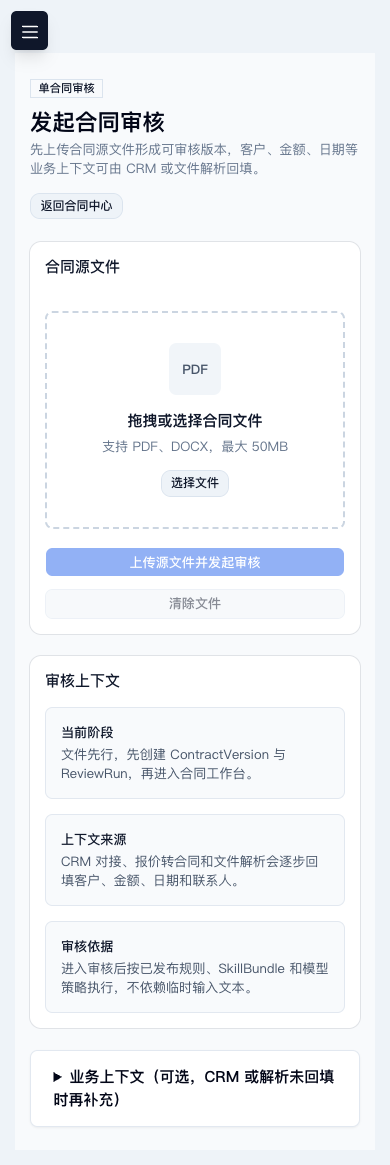 单合同审核
发起合同审核
先上传合同源文件形成可审核版本，客户、金额、日期等
业务上下文可由 CRM 或文件解析回填。
返回合同中心
合同源文件
PDF
拖拽或选择合同文件
支持 PDF、DOCX，最大 50MB
选择文件
上传源文件并发起审核
清除文件
审核上下文
当前阶段
文件先行，先创建 ContractVersion 与
ReviewRun，再进入合同工作台。
上下文来源
CRM 对接、报价转合同和文件解析会逐步回
填客户、金额、日期和联系人。
审核依据
进入审核后按已发布规则、SkillBundle 和模型
策略执行，不依赖临时输入文本。
▶ 业务上下文（可选，CRM 或解析未回填
时再补充）